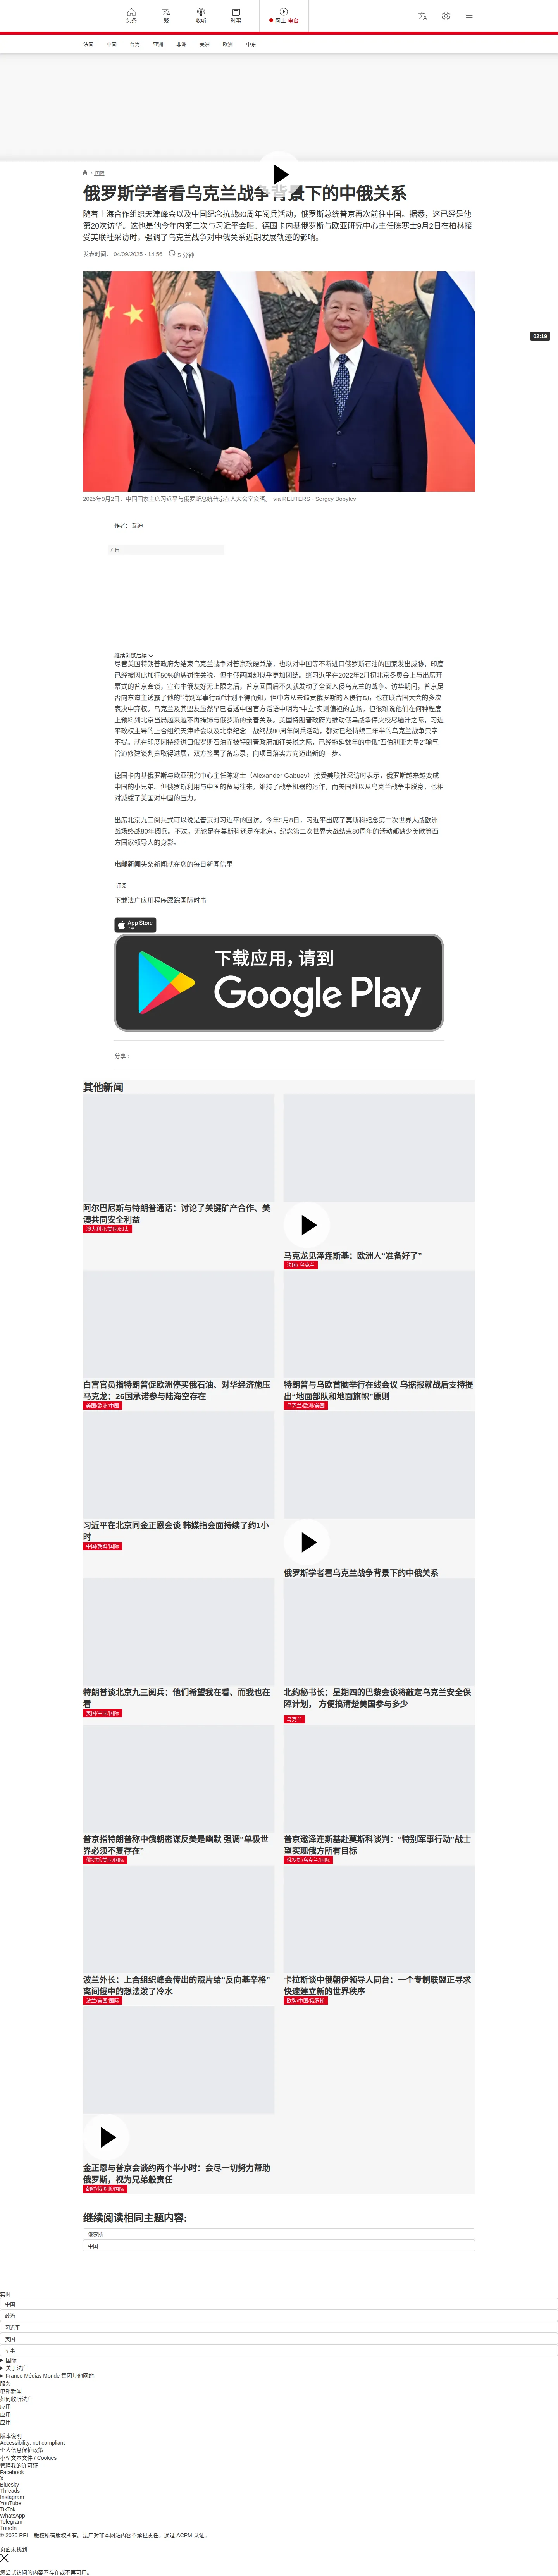 头条
繁
收听
时事
网上 电台
法国
中国
台海
亚洲
非洲
美洲
欧洲
中东
/ 国际
俄罗斯学者看乌克兰战争背景下的中俄关系
随着上海合作组织天津峰会以及中国纪念抗战80周年阅兵活动，俄罗斯总统普京再次前往中国。据悉，这已经是他
第20次访华。这也是他今年内第二次与习近平会晤。德国卡内基俄罗斯与欧亚研究中心主任陈寒士9月2日在柏林接
受美联社采访时，强调了乌克兰战争对中俄关系近期发展轨迹的影响。
发表时间： 04/09/2025 - 14:56
5 分钟
02:19
2025年9月2日，中国国家主席习近平与俄罗斯总统普京在人大会堂会晤。 via REUTERS - Sergey Bobylev
作者： 瑞迪
广告
继续浏览后续
尽管美国特朗普政府为结束乌克兰战争对普京软硬兼施，也以对中国等不断进口俄罗斯石油的国家发出威胁，印度
已经被因此加征50%的惩罚性关税，但中俄两国却似乎更加团结。继习近平在2022年2月初北京冬奥会上与出席开
幕式的普京会谈，宣布中俄友好无上限之后，普京回国后不久就发动了全面入侵乌克兰的战争。访华期间，普京是
否向东道主透露了他的“特别军事行动”计划不得而知，但中方从未谴责俄罗斯的入侵行动，也在联合国大会的多次
表决中弃权。乌克兰及其盟友虽然早已看透中国官方话语中明为“中立”实则偏袒的立场，但很难说他们在何种程度
上预料到北京当局越来越不再掩饰与俄罗斯的亲善关系。美国特朗普政府为推动俄乌战争停火绞尽脑汁之际，习近
平政权主导的上合组织天津峰会以及北京纪念二战终战80周年阅兵活动，都对已经持续三年半的乌克兰战争只字
不提。就在印度因持续进口俄罗斯石油而被特朗普政府加征关税之际，已经拖延数年的中俄“西伯利亚力量2”输气
管道修建谈判竟取得进展，双方签署了备忘录，向项目落实方向迈出新的一步。
德国卡内基俄罗斯与欧亚研究中心主任陈寒士（Alexander Gabuev）接受美联社采访时表示，俄罗斯越来越变成
中国的小兄弟。但俄罗斯利用与中国的贸易往来，维持了战争机器的运作，而美国难以从乌克兰战争中脱身，也相
对减缓了美国对中国的压力。
出席北京九三阅兵式可以说是普京对习近平的回访。今年5月8日，习近平出席了莫斯科纪念第二次世界大战欧洲
战场终战80年阅兵。不过，无论是在莫斯科还是在北京，纪念第二次世界大战结束80周年的活动都缺少美欧等西
方国家领导人的身影。
电邮新闻头条新闻就在您的每日新闻信里
订阅
下载法广应用程序跟踪国际时事
App Store
下载
下载应用，请到
Google Play
分享 :
其他新闻
阿尔巴尼斯与特朗普通话：讨论了关键矿产合作、美
澳共同安全利益
澳大利亚/美国/印太
马克龙见泽连斯基：欧洲人“准备好了”
法国/ 乌克兰
白宫官员指特朗普促欧洲停买俄石油、对华经济施压
马克龙：26国承诺参与陆海空存在
美国/欧洲/中国
特朗普与乌欧首脑举行在线会议 乌据报就战后支持提
出“地面部队和地面旗帜”原则
乌克兰/欧洲/美国
习近平在北京同金正恩会谈 韩媒指会面持续了约1小
时
中国/朝鲜/国际
俄罗斯学者看乌克兰战争背景下的中俄关系
特朗普谈北京九三阅兵：他们希望我在看、而我也在
看
美国/中国/国际
北约秘书长：星期四的巴黎会谈将敲定乌克兰安全保
障计划， 方便搞清楚美国参与多少
乌克兰
普京指特朗普称中俄朝密谋反美是幽默 强调“单极世
界必须不复存在”
俄罗斯/美国/国际
普京邀泽连斯基赴莫斯科谈判：“特别军事行动”战士
望实现俄方所有目标
俄罗斯/乌克兰/国际
波兰外长：上合组织峰会传出的照片给“反向基辛格”
离间俄中的想法泼了冷水
波兰/美国/国际
卡拉斯谈中俄朝伊领导人同台：一个专制联盟正寻求
快速建立新的世界秩序
欧盟/中国/俄罗斯
金正恩与普京会谈约两个半小时：会尽一切努力帮助
俄罗斯，视为兄弟般责任
朝鲜/俄罗斯/国际
继续阅读相同主题内容:
俄罗斯
中国
实时
中国
政治
习近平
美国
军事
国际
关于法广
France Médias Monde 集团其他网站
服务
电邮新闻
如何收听法广
应用
应用
应用
版本说明
Accessibility: not compliant
个人信息保护政策
小型文本文件 / Cookies
管理我的许可证
Facebook
X
Bluesky
Threads
Instagram
YouTube
TikTok
WhatsApp
Telegram
TuneIn
© 2025 RFI – 版权所有版权所有。法广对非本网站内容不承担责任。通过 ACPM 认证。
页面未找到
您尝试访问的内容不存在或不再可用。